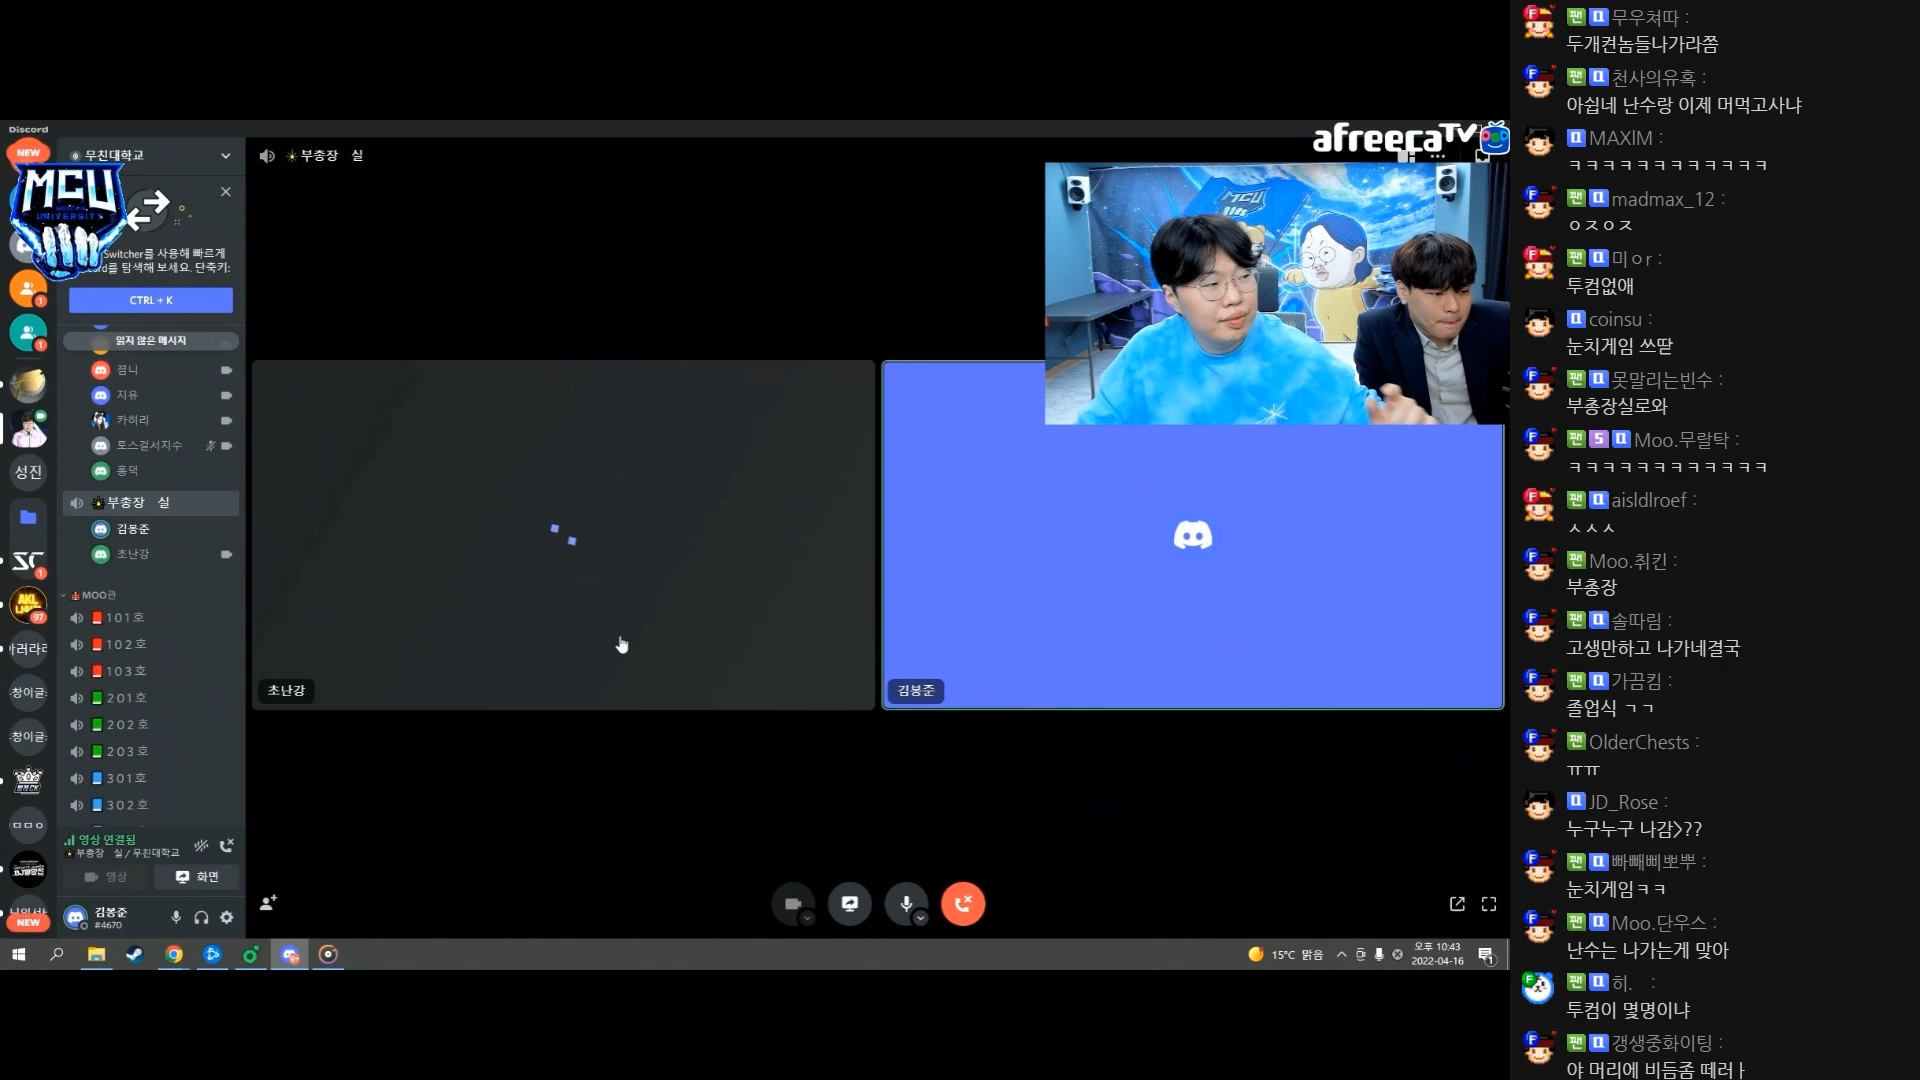 Discord
NEW
무친대학교
MCU
UNIVERSITY
Switcher를 사용해 빠르게
ord를 탐색해 보세요. 단축키:
CTRL + K
읽지 않은 메시지
점니
지유
카히리
토스걸서지수
홍덕
부총장 실
김봉준
초난강
MOO관
101호
102호
103호
201호
202호
203호
301호
302호
성진
SC
1
AKL
97
영상 연결됨
부총장 실 / 무친대학교
영상
화면
김봉준
#4670
NEW
부총장 실
afreecaTV
초난강
김봉준
15°C 맑음
오후 10:43
2022-04-16
1
무우쳐따 :
두개켠놈들나가라쫌
천사의유혹 :
아쉽네 난수랑 이제 머먹고사냐
MAXIM :
ㅋㅋㅋㅋㅋㅋㅋㅋㅋㅋㅋㅋ
madmax_12 :
ㅇㅈㅇㅈ
미ㅇr :
투컴없애
coinsu :
눈치게임 쓰딷
못말리는빈수 :
부총장실로와
Moo.무랄탁 :
ㅋㅋㅋㅋㅋㅋㅋㅋㅋㅋㅋㅋ
aisldlroef :
ㅅㅅㅅ
Moo.취킨 :
부총장
솔따림 :
고생만하고 나가네결국
가끔킴 :
졸업식 ㄱㄱ
OlderChests :
ㅠㅠ
JD_Rose :
누구누구 나감>??
빠빼삐뽀뿌 :
눈치게임ㅋㅋ
Moo.단우스 :
난수는 나가는게 맞아
히. :
투컴이 몇명이냐
갱생중화이팅 :
야 머리에 비듬좀 떼러ㅏ